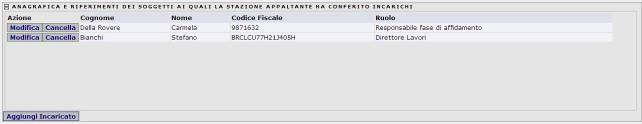 ANAGRAFICA E RIFERIMENTI DEI SOGGETTI AI QUALI LA STAZIONE APPALTANTE HA CONFERITO INCARICHI
Azione Cognome Nome Codice Fiscale Ruolo
Modifica Cancella Della Rovere Carmela 9871632 Responsabile fase di affidamento
Modifica Cancella Bianchi Stefano BRCLCU77H21J405H Direttore Lavori
Aggiungi Incaricato